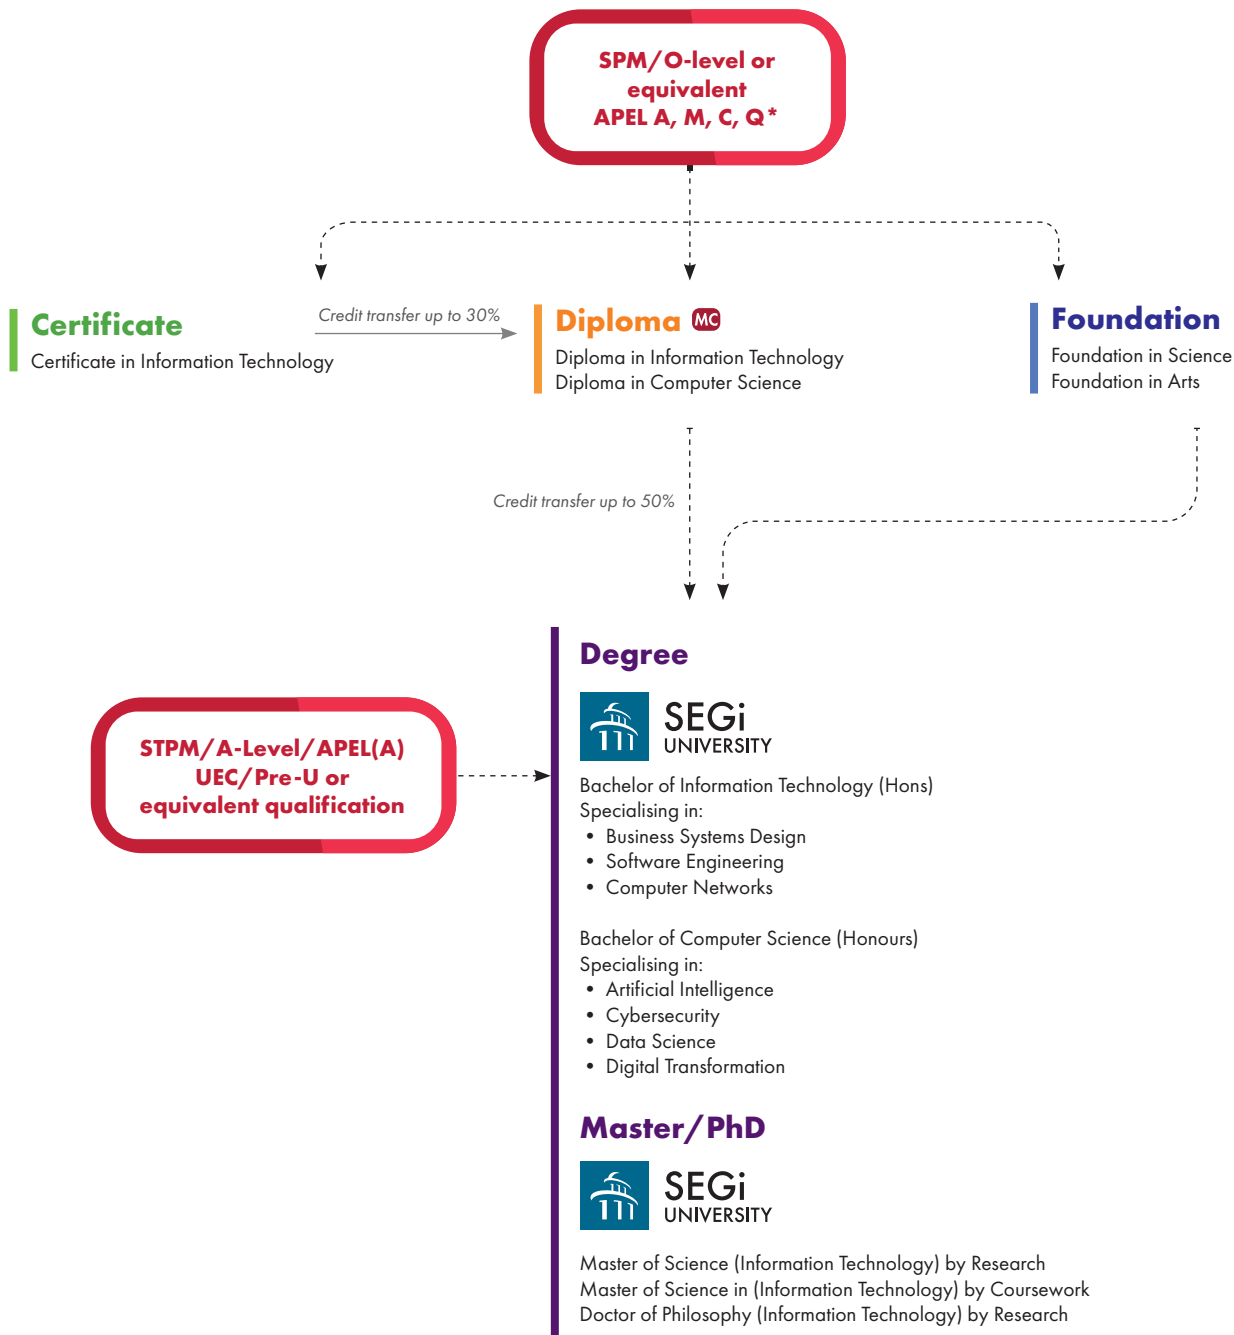 SPM/O-level or
equivalent
APEL A, M, C, Q*
Certificate
Certificate in Information Technology
Credit transfer up to 30%
Diploma MC
Diploma in Information Technology
Diploma in Computer Science
Foundation
Foundation in Science
Foundation in Arts
Credit transfer up to 50%
STPM/A-Level/APEL(A)
UEC/Pre-U or
equivalent qualification
Degree
SEGi
UNIVERSITY
Bachelor of Information Technology (Hons)
Specialising in:
• Business Systems Design
• Software Engineering
• Computer Networks
Bachelor of Computer Science (Honours)
Specialising in:
• Artificial Intelligence
• Cybersecurity
• Data Science
• Digital Transformation
Master/PhD
SEGi
UNIVERSITY
Master of Science (Information Technology) by Research
Master of Science in (Information Technology) by Coursework
Doctor of Philosophy (Information Technology) by Research